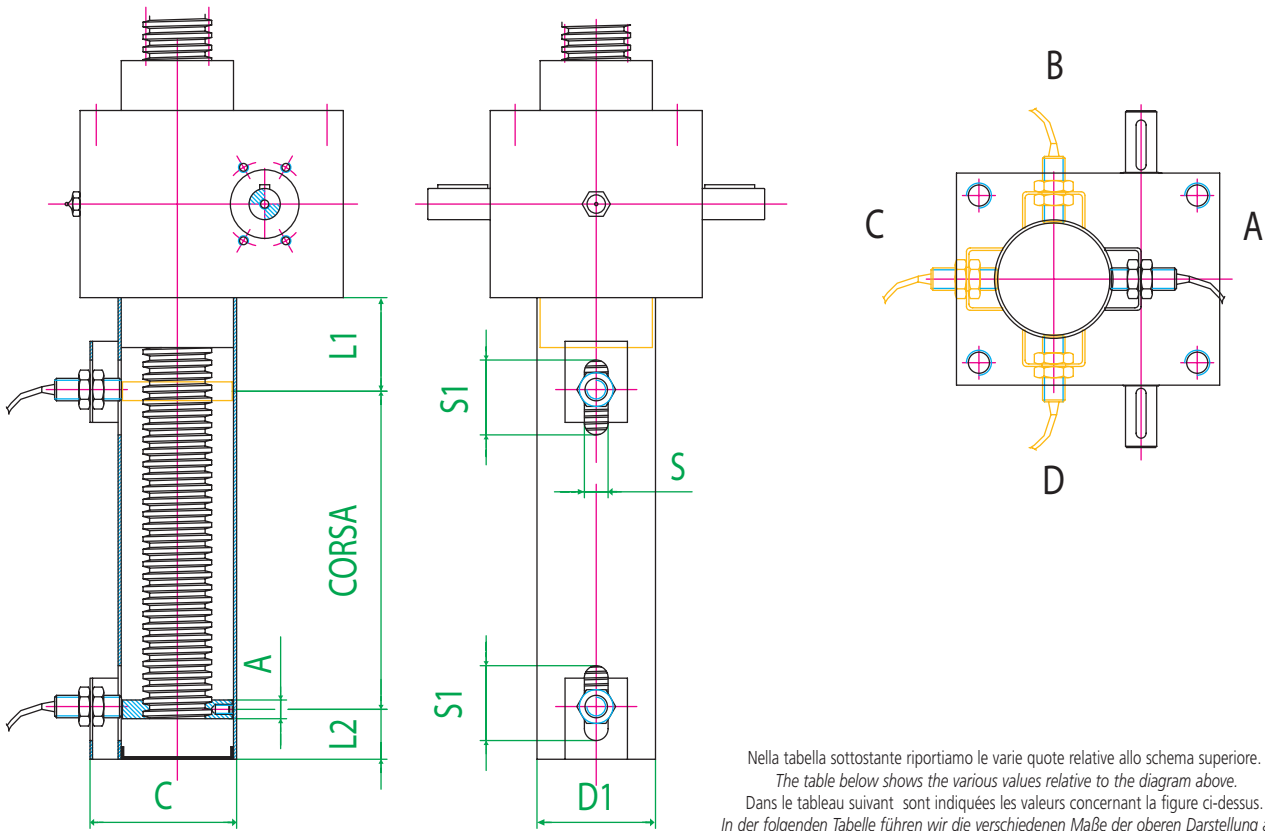 B
C
A
D
L1
S1
S
CORSA
A
S1
L2
C
D1
Nella tabella sottostante riportiamo le varie quote relative allo schema superiore.
The table below shows the various values relative to the diagram above.
Dans le tableau suivant sont indiquées les valeurs concernant la figure ci-dessus.
In der folgenden Tabelle führen wir die verschiedenen Maße der oberen Darstellung a